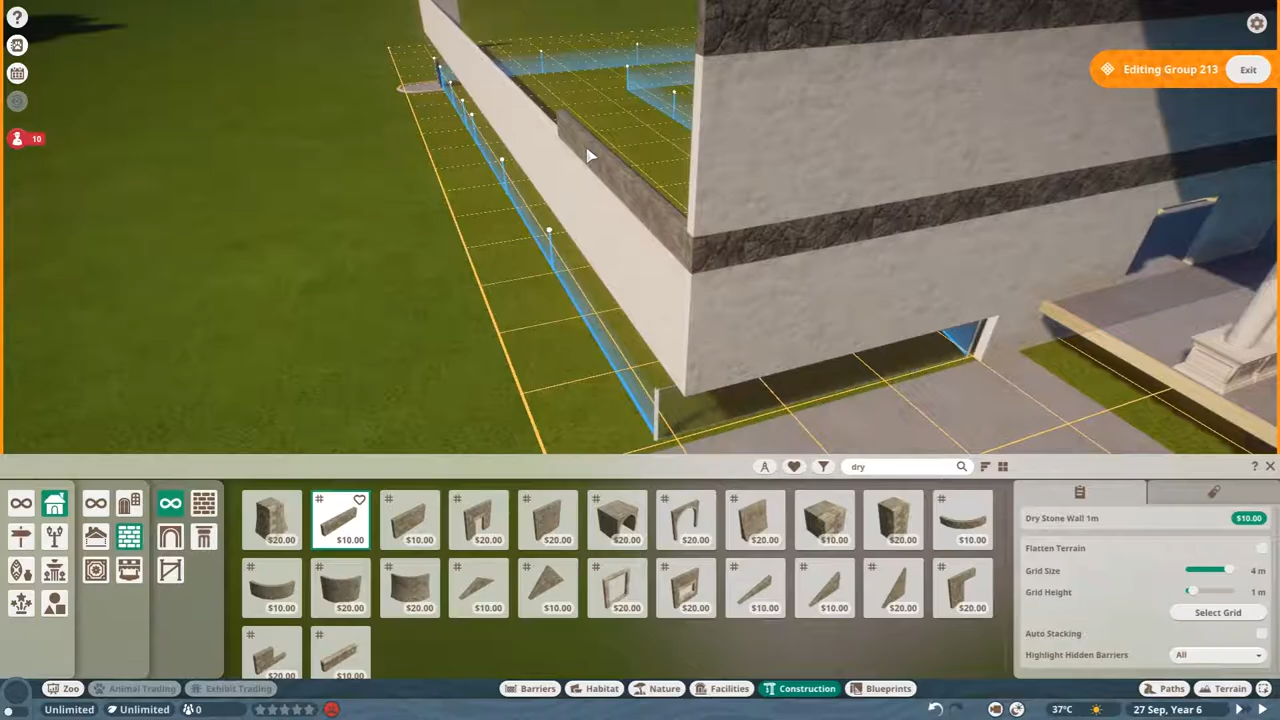 ?
Editing Group 213
Exit
10
dry
?
$20.00 $10.00 $10.00 $20.00 $20.00 $20.00 $20.00 $20.00 $10.00 $20.00 $10.00
$10.00 $20.00 $20.00 $10.00 $10.00 $20.00 $20.00 $10.00 $10.00 $20.00 $20.00
$20.00 $10.00
Dry Stone Wall 1m $10.00
Flatten Terrain
Grid Size 4 m
Grid Height 1 m
Select Grid
Auto Stacking
Highlight Hidden Barriers All
Zoo Animal Trading Exhibit Trading Barriers Habitat Nature Facilities Construction Blueprints Paths Terrain
Unlimited Unlimited 0 37°C 27 Sep, Year 6